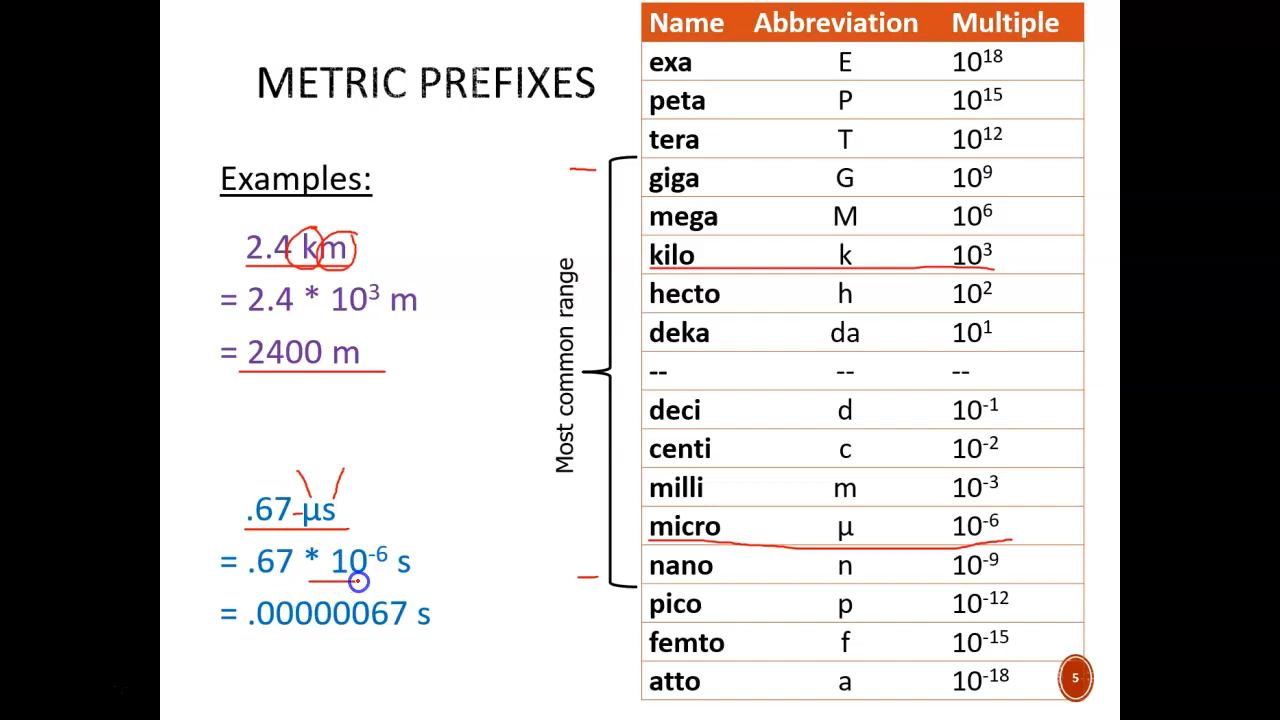 METRIC PREFIXES
Examples:
2.4 km
= 2.4 * 10³ m
= 2400 m
.67 µs
= .67 * 10⁻⁶ s
= .00000067 s
Most common range
Name Abbreviation Multiple
exa E 10¹⁸
peta P 10¹⁵
tera T 10¹²
giga G 10⁹
mega M 10⁶
kilo k 10³
hecto h 10²
deka da 10¹
-- -- --
deci d 10⁻¹
centi c 10⁻²
milli m 10⁻³
micro µ 10⁻⁶
nano n 10⁻⁹
pico p 10⁻¹²
femto f 10⁻¹⁵
atto a 10⁻¹⁸
5